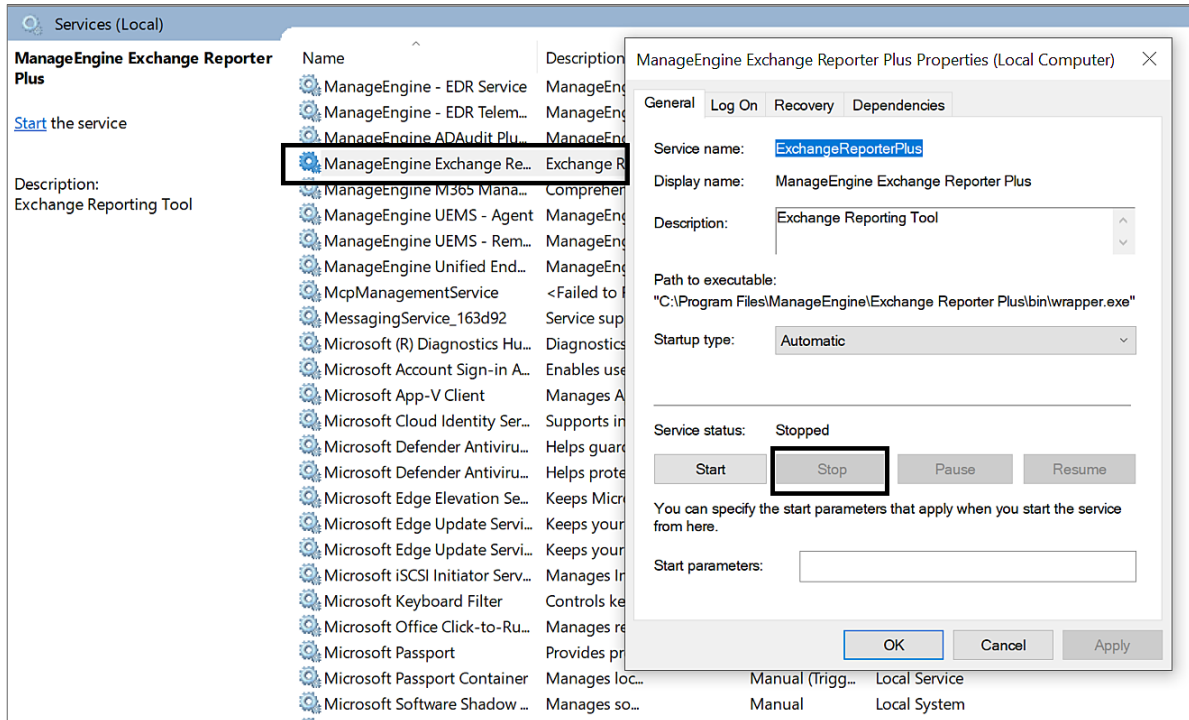 Services (Local)
ManageEngine Exchange Reporter
Plus
Start the service
Description:
Exchange Reporting Tool
Name Description
ManageEngine - EDR Service ManageEng
ManageEngine - EDR Telem... ManageEng
ManageEngine ADAudit Plu... ManageEng
ManageEngine Exchange Re... Exchange R
ManageEngine M365 Mana... Comprehen
ManageEngine UEMS - Agent ManageEng
ManageEngine UEMS - Rem... ManageEng
ManageEngine Unified End... ManageEng
McpManagementService <Failed to R
MessagingService_163d92 Service sup
Microsoft (R) Diagnostics Hu... Diagnostics
Microsoft Account Sign-in A... Enables use
Microsoft App-V Client Manages A
Microsoft Cloud Identity Ser... Supports in
Microsoft Defender Antiviru... Helps guard
Microsoft Defender Antiviru... Helps prote
Microsoft Edge Elevation Se... Keeps Micro
Microsoft Edge Update Servi... Keeps your
Microsoft Edge Update Servi... Keeps your
Microsoft iSCSI Initiator Serv... Manages In
Microsoft Keyboard Filter Controls ke
Microsoft Office Click-to-Ru... Manages re
Microsoft Passport Provides pr
Microsoft Passport Container Manages loc... Manual (Trigg... Local Service
Microsoft Software Shadow ... Manages so... Manual Local System
ManageEngine Exchange Reporter Plus Properties (Local Computer)
General Log On Recovery Dependencies
Service name: ExchangeReporterPlus
Display name: ManageEngine Exchange Reporter Plus
Description: Exchange Reporting Tool
Path to executable:
"C:\Program Files\ManageEngine\Exchange Reporter Plus\bin\wrapper.exe"
Startup type: Automatic
Service status: Stopped
Start Stop Pause Resume
You can specify the start parameters that apply when you start the service
from here.
Start parameters:
OK Cancel Apply